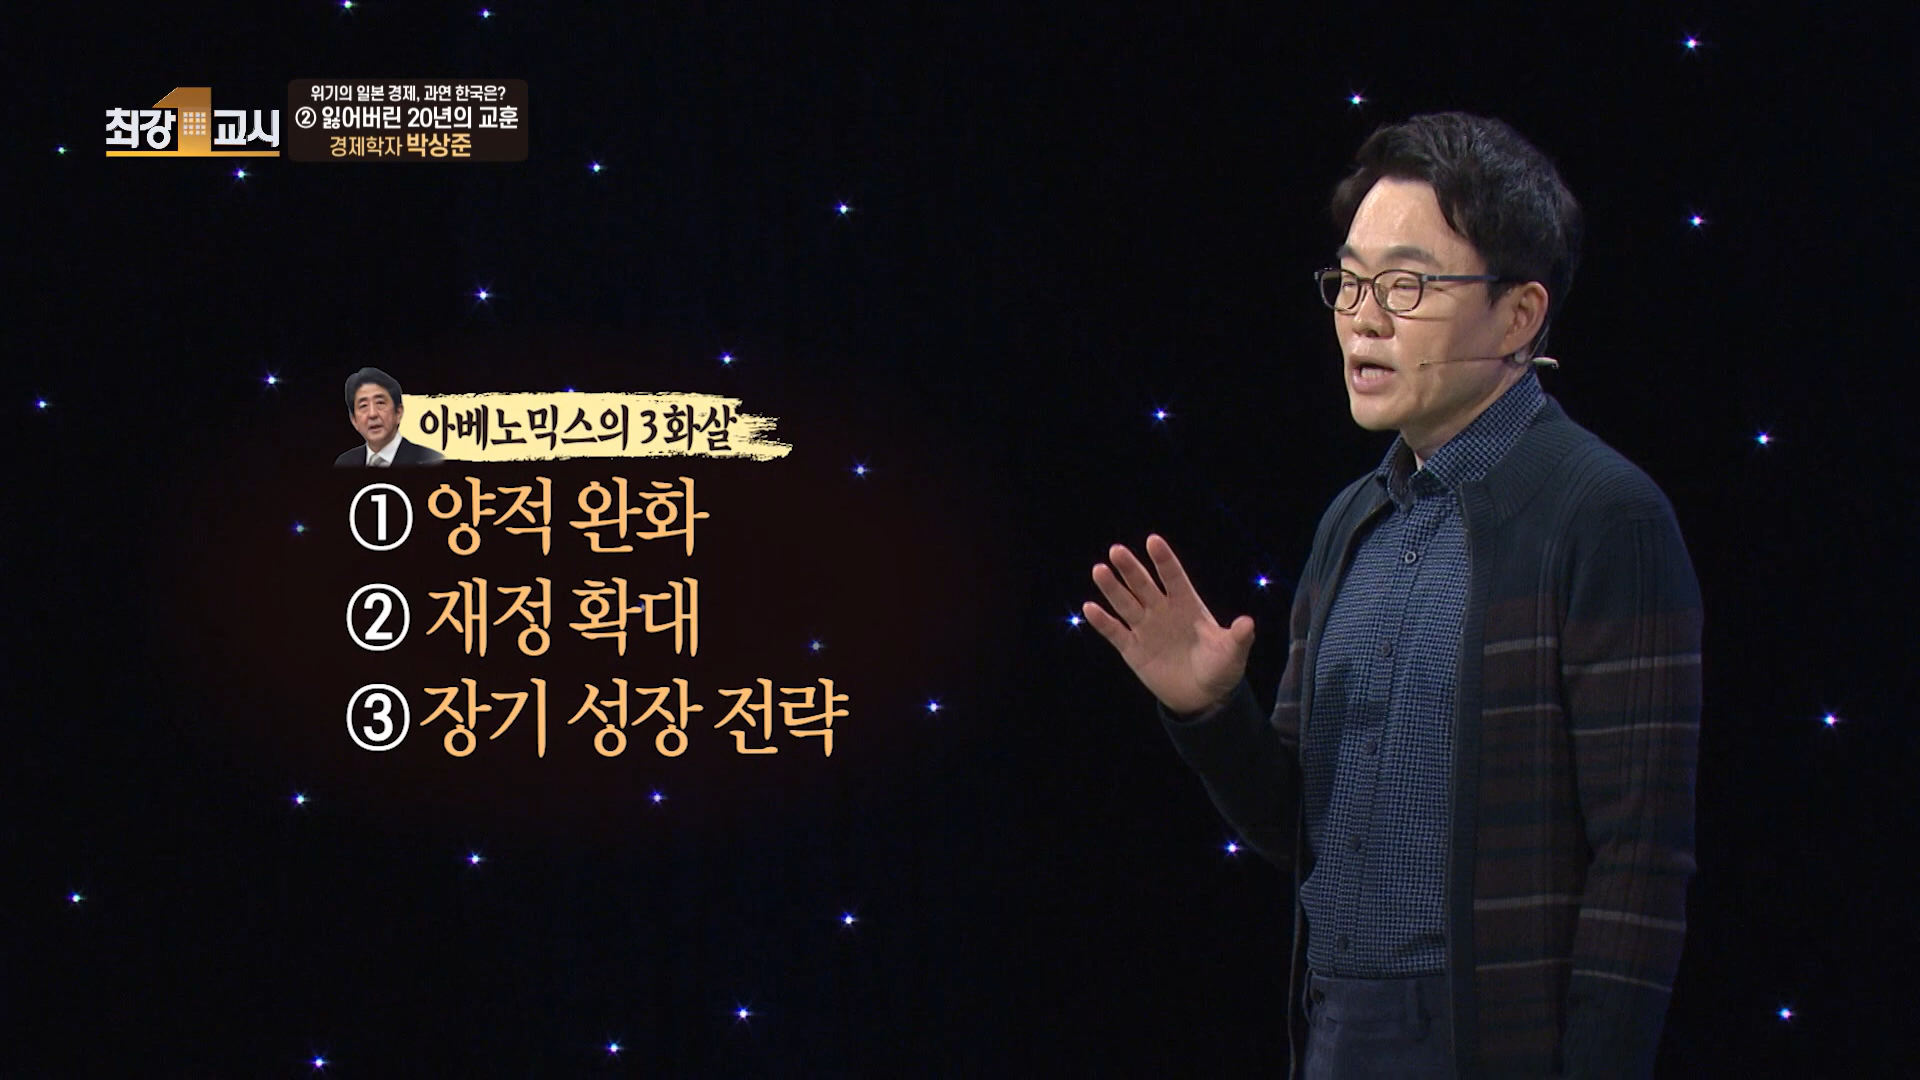 최강1교시
위기의 일본 경제, 과연 한국은?
② 잃어버린 20년의 교훈
경제학자 박상준
아베노믹스의 3화살
① 양적 완화
② 재정 확대
③ 장기 성장 전략